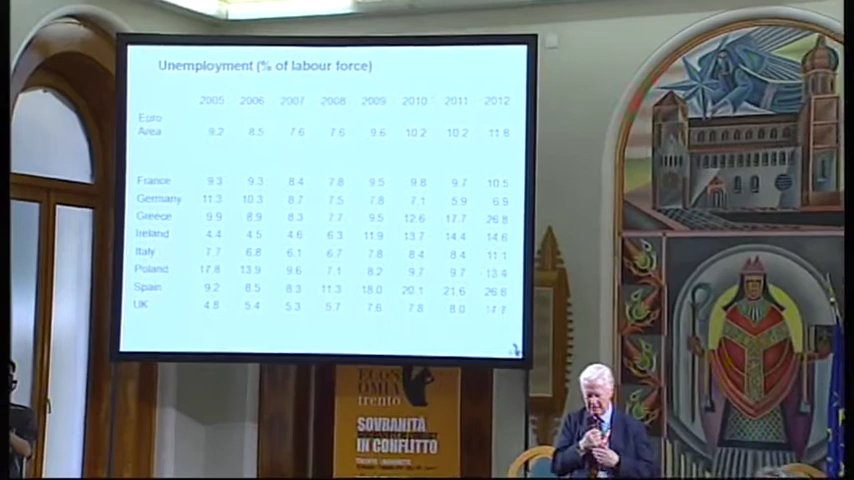 Unemployment (% of labour force)
2005 2006 2007 2008 2009 2010 2011 2012
Euro
Area 9.2 8.5 7.6 7.6 9.6 10.2 10.2 11.8
France 9.3 9.3 8.4 7.8 9.5 9.8 9.7 10.5
Germany 11.3 10.3 8.7 7.5 7.8 7.1 5.9 6.9
Greece 9.9 8.9 8.3 7.7 9.5 12.6 17.7 26.8
Ireland 4.4 4.5 4.6 6.3 11.9 13.7 14.4 14.6
Italy 7.7 6.8 6.1 6.7 7.8 8.4 8.4 11.1
Poland 17.8 13.9 9.6 7.1 8.2 9.7 9.7
Spain 9.2 8.5 8.3 11.3 18.0 20.1 21.6 26.6
UK 4.8 5.4 5.3 5.7 7.6 7.8 8.0
ECONOMIA
trento
SOVRANITÀ
IN CONFLITTO